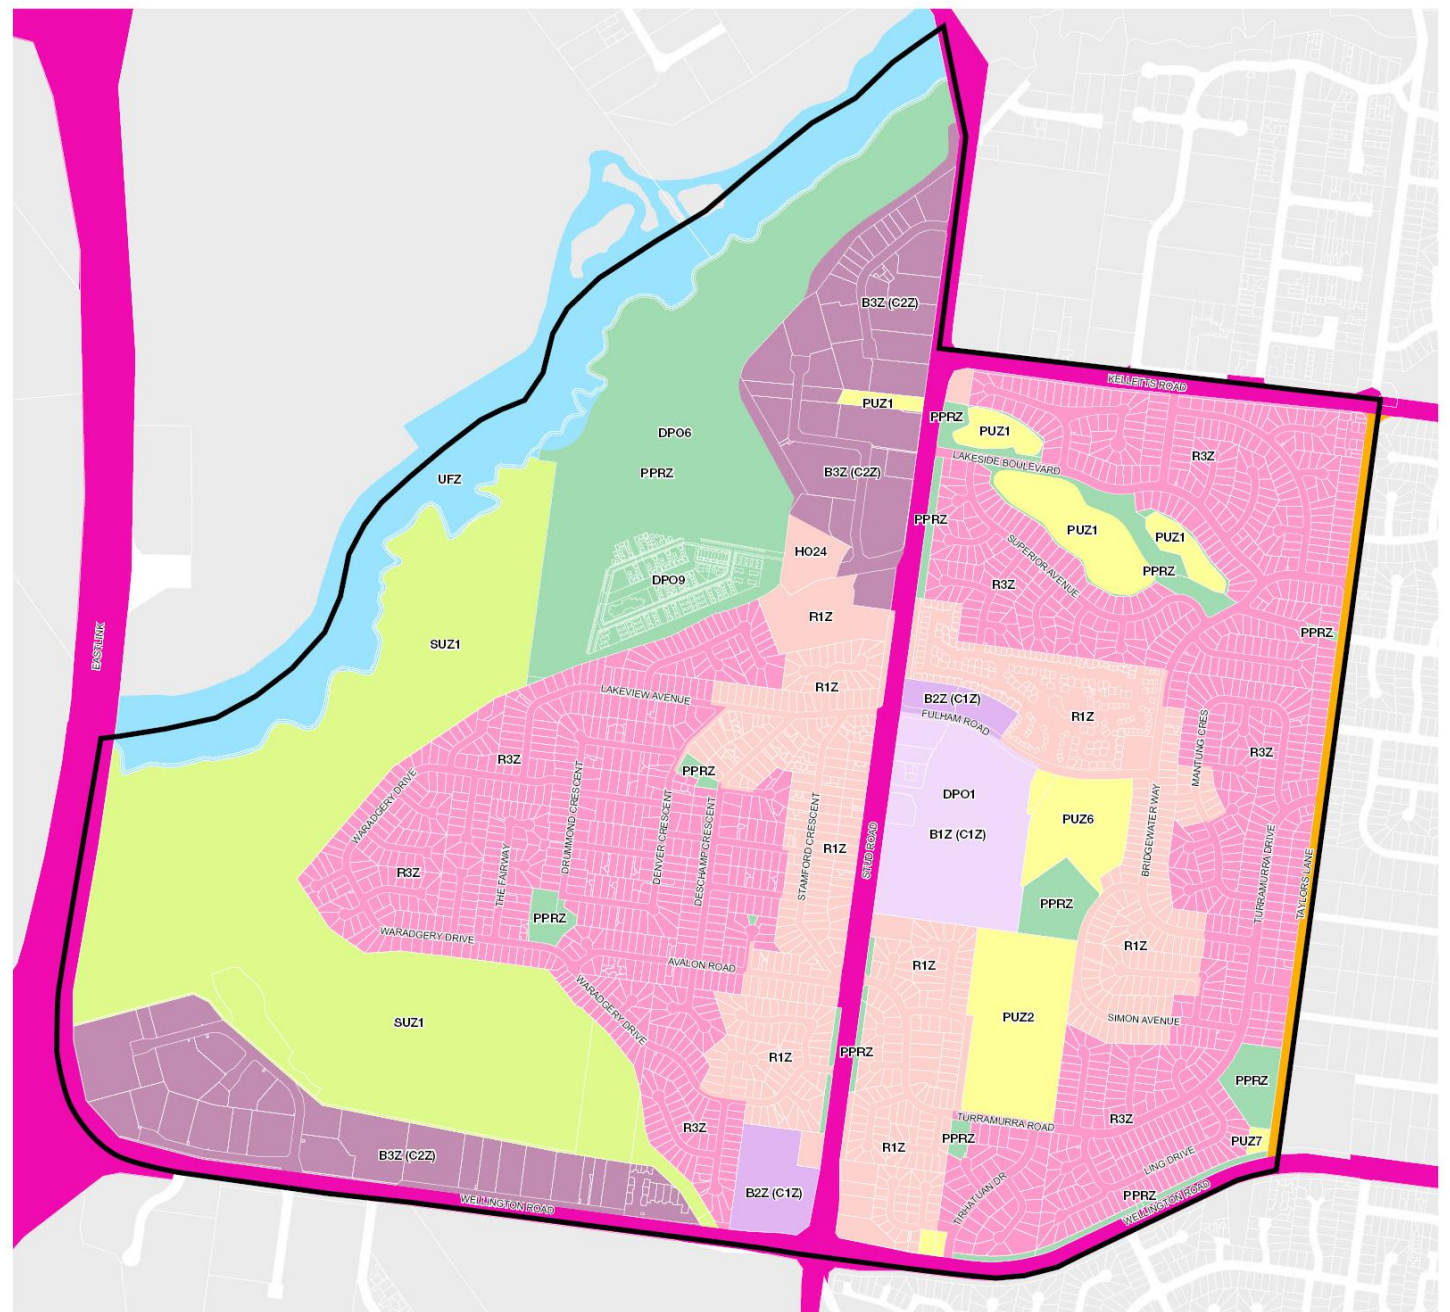 B3Z (C2Z)
KELLETTS ROAD
PUZ1
PPRZ
PUZ1
DPO6
R3Z
LAKESIDE BOULEVARD
PPRZ
B3Z (C2Z)
UFZ
PPRZ
PUZ1
PUZ1
SUPERIOR AVENUE
HO24
PPRZ
DPO9
R3Z
R1Z
PPRZ
SUZ1
EASTLINK
LAKEVIEW AVENUE
R1Z
B2Z (C1Z)
FULHAM ROAD
R1Z
MANTUNG CRES
R3Z
R3Z
PPRZ
WARADGERY DRIVE
DRUMMOND CRESCENT
DPO1
PUZ6
BRIDGEWATER WAY
DENVER CRESCENT
DESCHAMP CRESCENT
STAMFORD CRESCENT
R1Z
STUD ROAD
B1Z (C1Z)
R3Z
THE FAIRWAY
TURRAMURRA DRIVE
TAYLORS LANE
PPRZ
PPRZ
WARADGERY DRIVE
AVALON ROAD
R1Z
R1Z
WARADGERY DRIVE
SUZ1
PUZ2
SIMON AVENUE
R1Z
PPRZ
PPRZ
R3Z
TURRAMURRA ROAD
R3Z
PPRZ
PUZ7
B3Z (C2Z)
R1Z
LING DRIVE
B2Z (C1Z)
TIRHATUAN DR
PPRZ
WELLINGTON ROAD
WELLINGTON ROAD